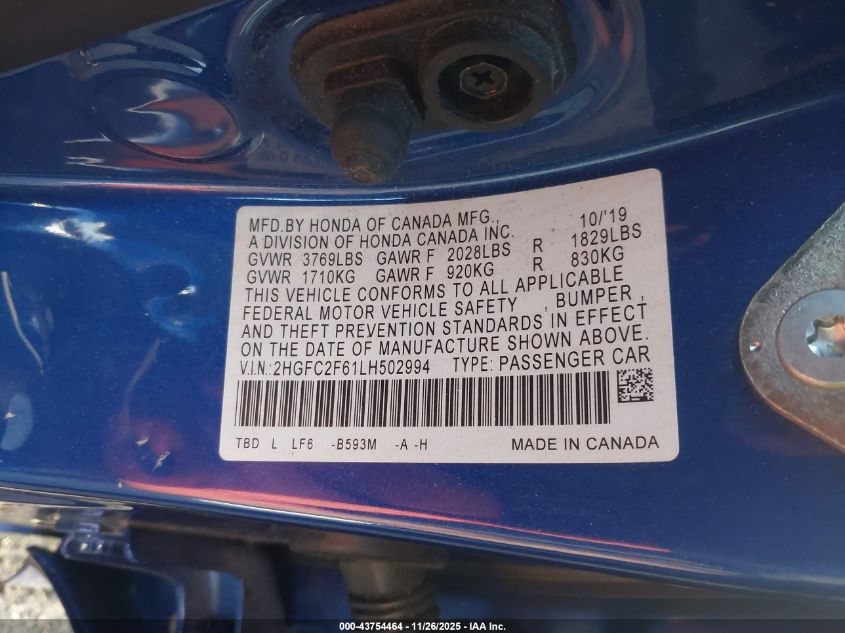 MFD.BY HONDA OF CANADA MFG., 10/'19
A DIVISION OF HONDA CANADA INC.
GVWR 3769LBS GAWR F 2028LBS R 1829LBS
GVWR 1710KG GAWR F 920KG R 830KG
THIS VEHICLE CONFORMS TO ALL APPLICABLE
FEDERAL MOTOR VEHICLE SAFETY , BUMPER ,
AND THEFT PREVENTION STANDARDS IN EFFECT
ON THE DATE OF MANUFACTURE SHOWN ABOVE.
V.I.N.:2HGFC2F61LH502994 TYPE: PASSENGER CAR
TBD L LF6 -B593M -A -H MADE IN CANADA
000-43754464 - 11/26/2025 - IAA Inc.